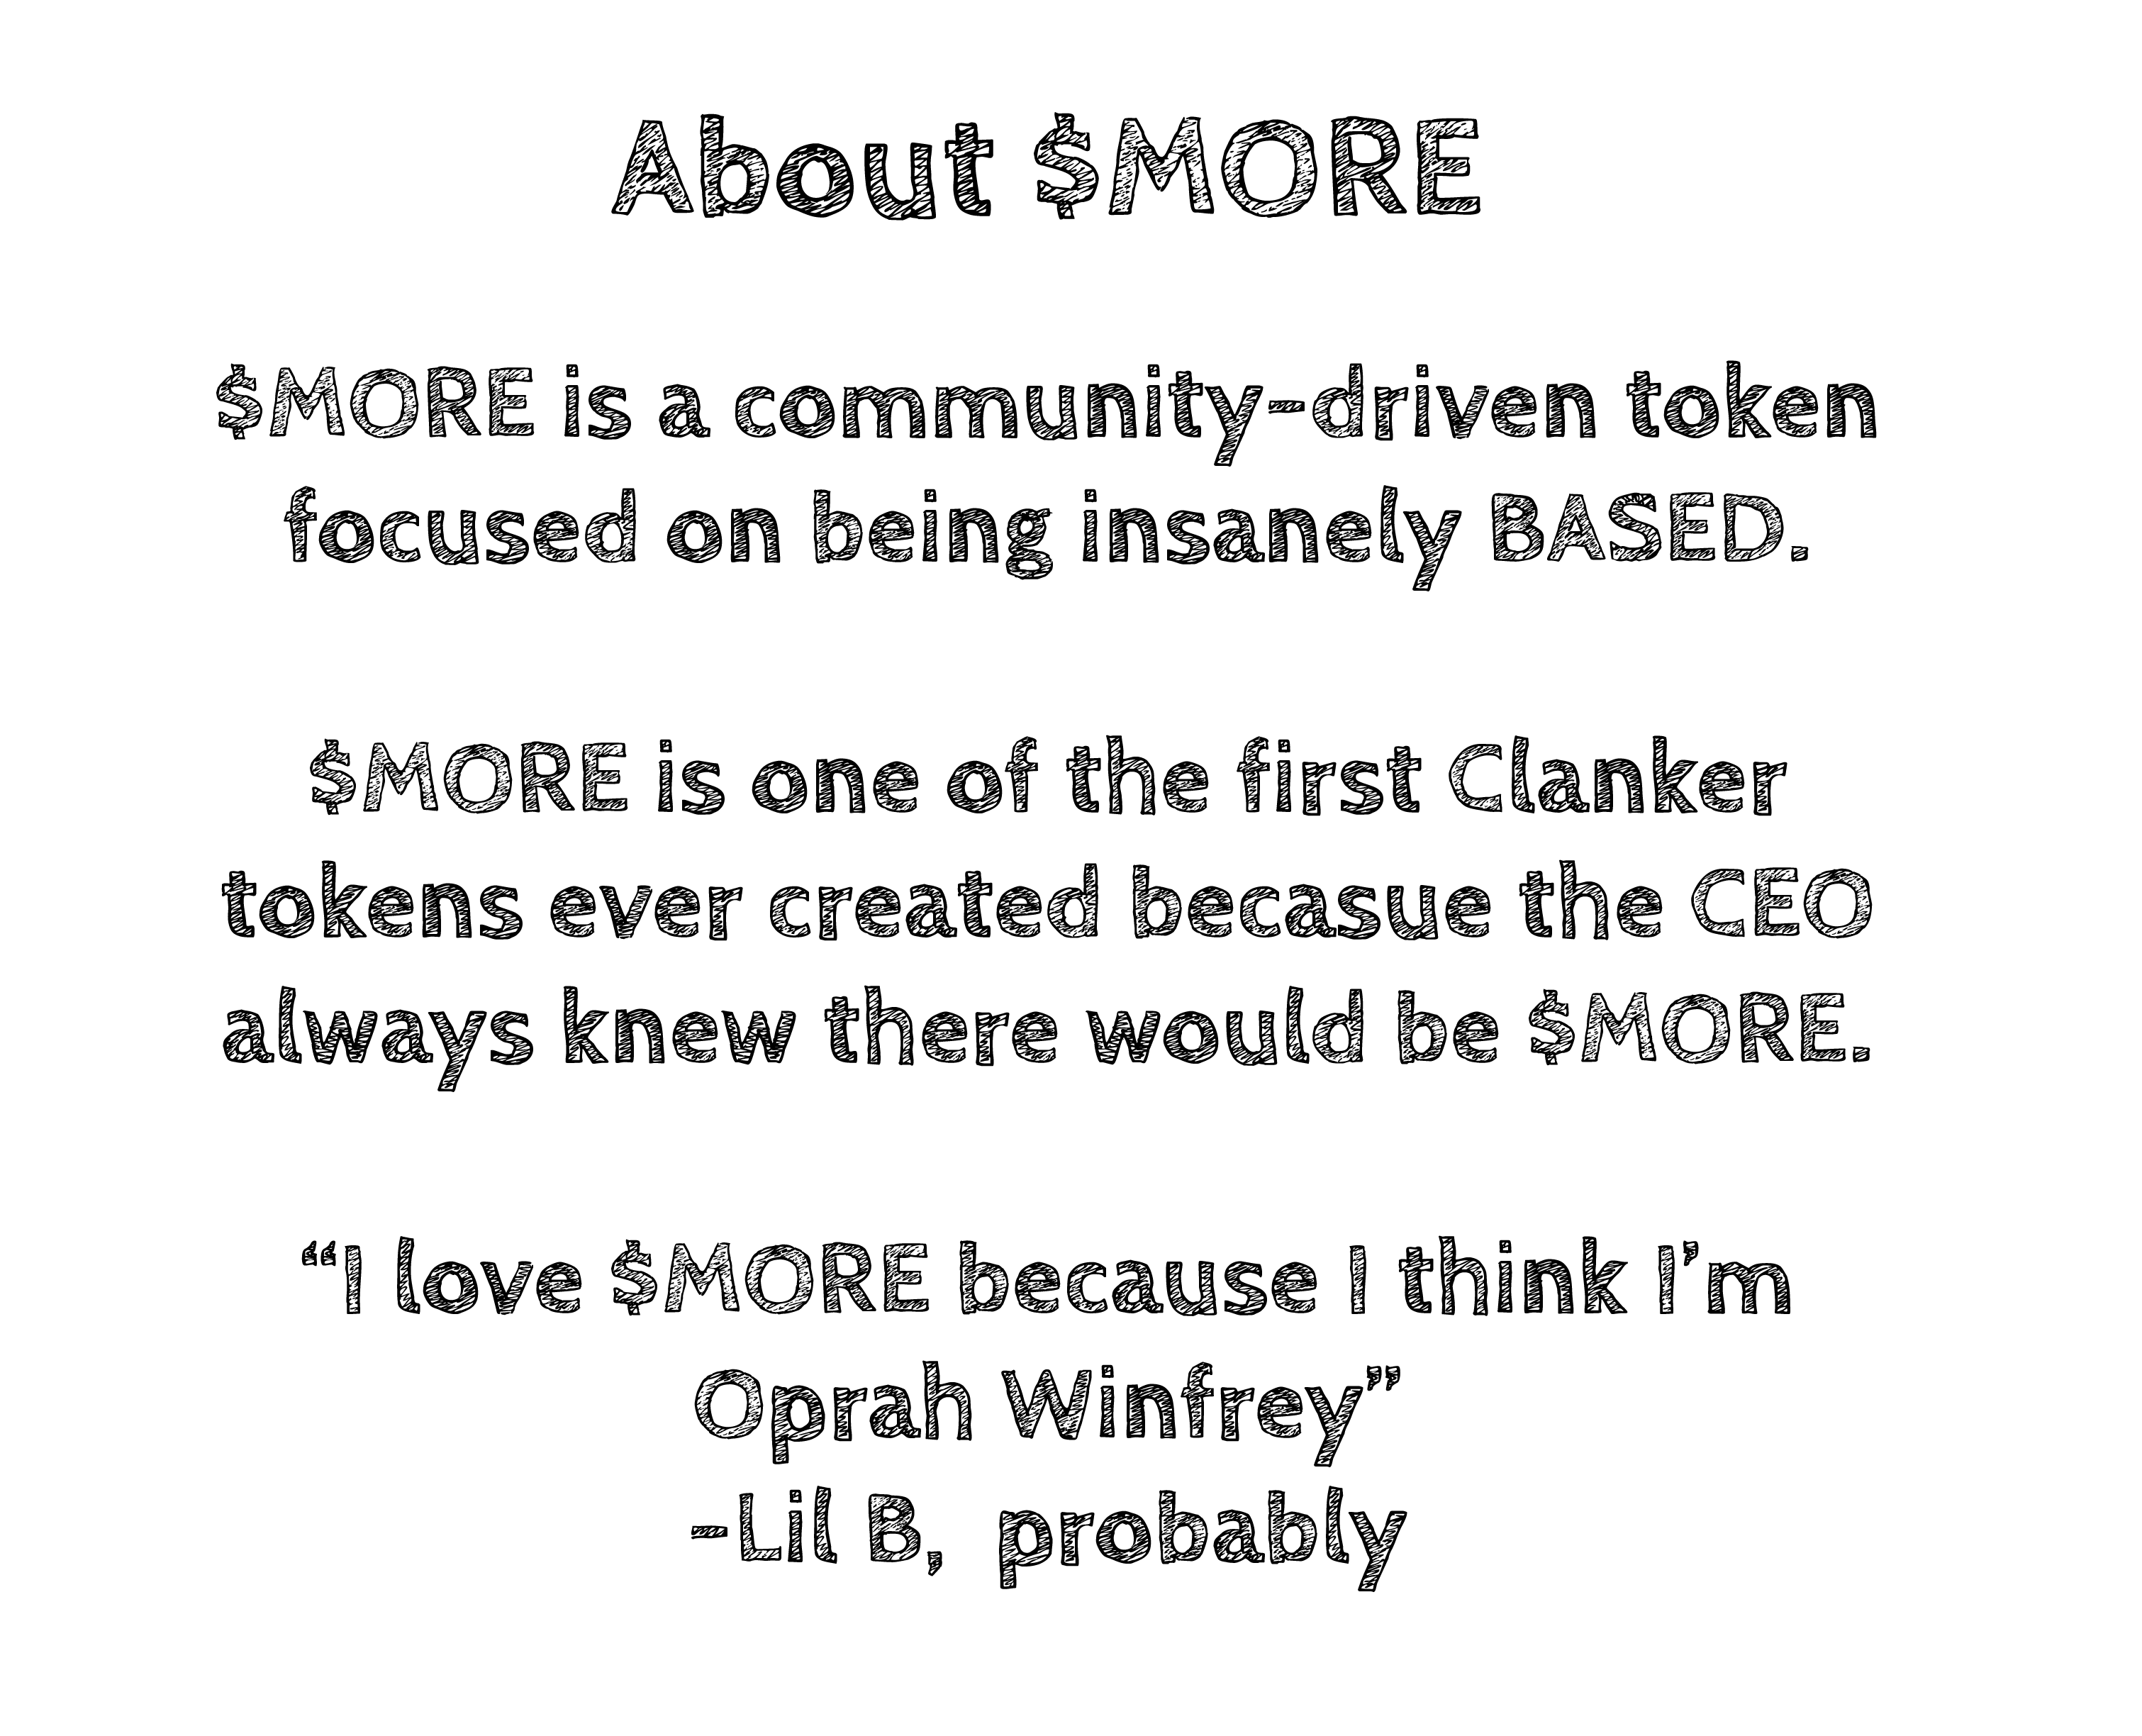 About $MORE
$MORE is a community-driven token
focused on being insanely BASED.
$MORE is one of the first Clanker
tokens ever created becasue the CEO
always knew there would be $MORE.
“I love $MORE because I think I’m
Oprah Winfrey”
-Lil B, probably